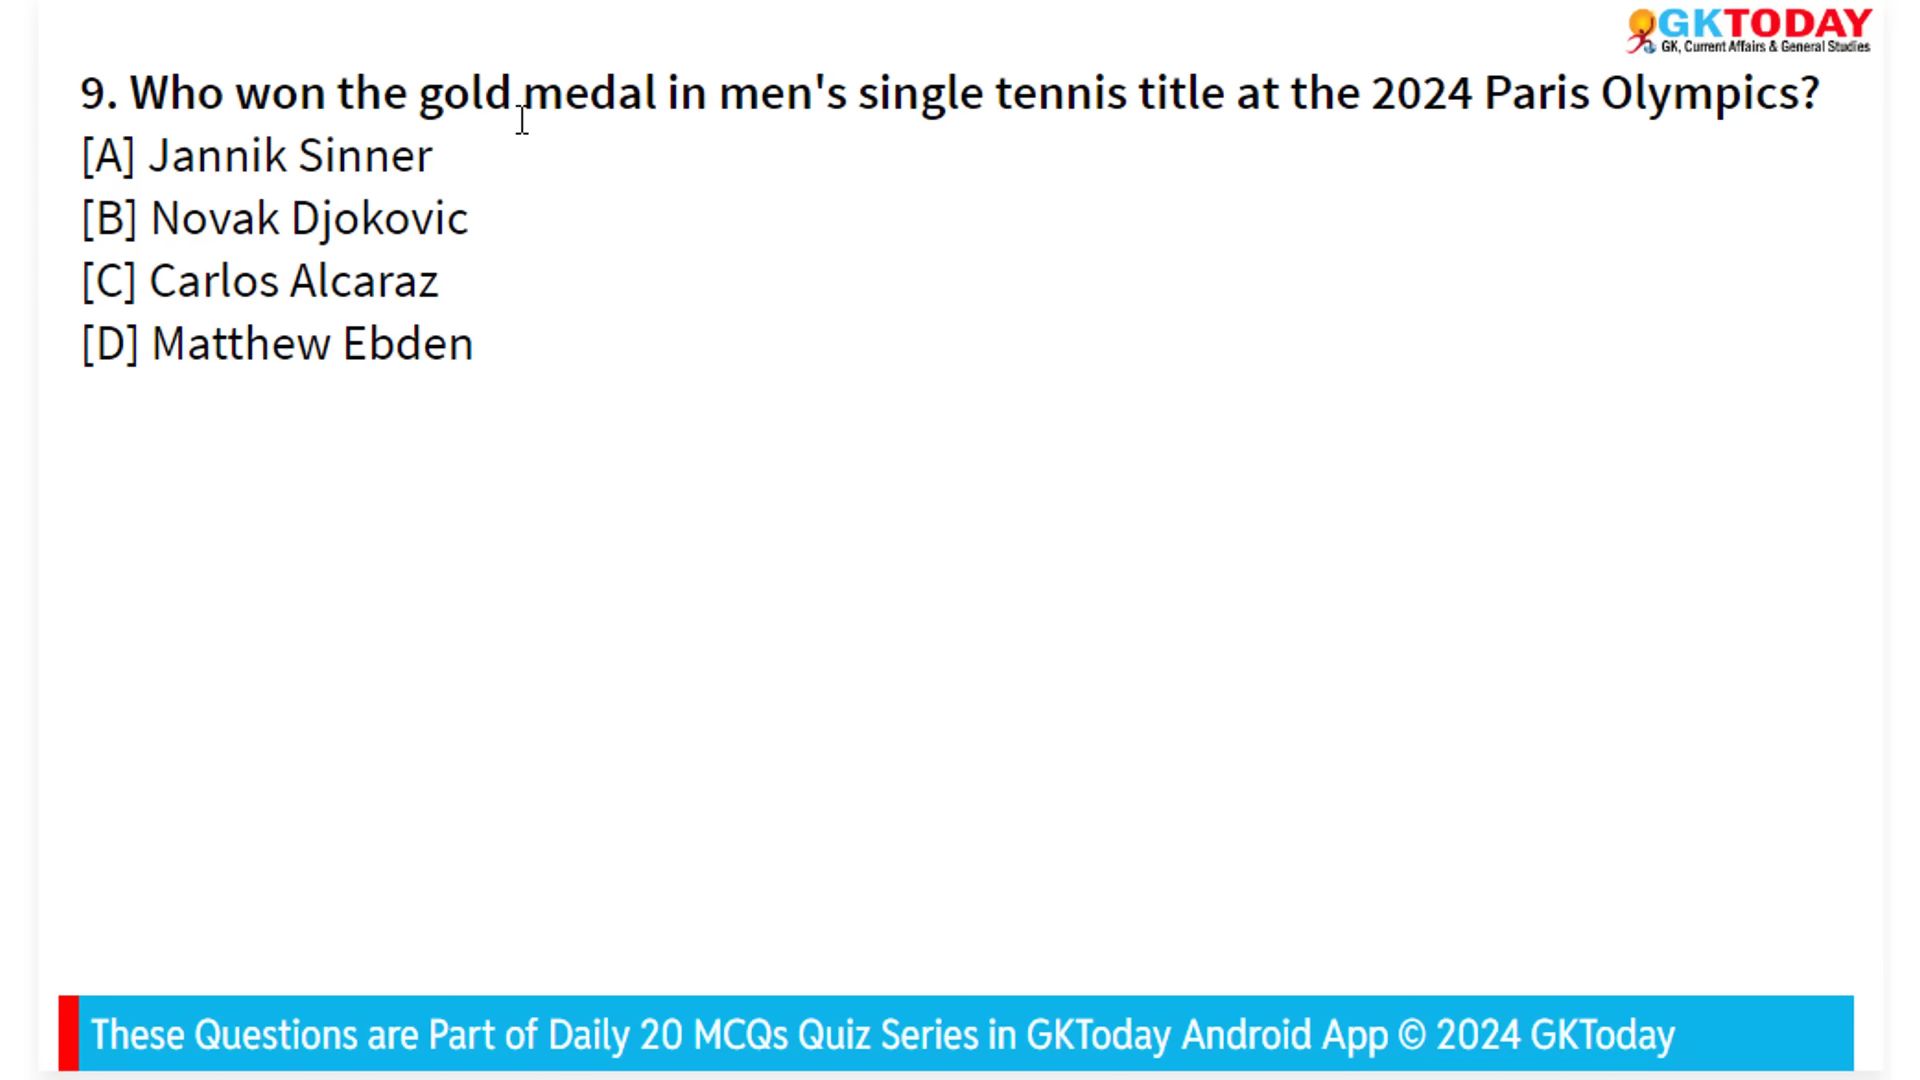 GKTODAY
GK, Current Affairs & General Studies
9. Who won the gold medal in men's single tennis title at the 2024 Paris Olympics?
[A] Jannik Sinner
[B] Novak Djokovic
[C] Carlos Alcaraz
[D] Matthew Ebden
These Questions are Part of Daily 20 MCQs Quiz Series in GKToday Android App © 2024 GKToday